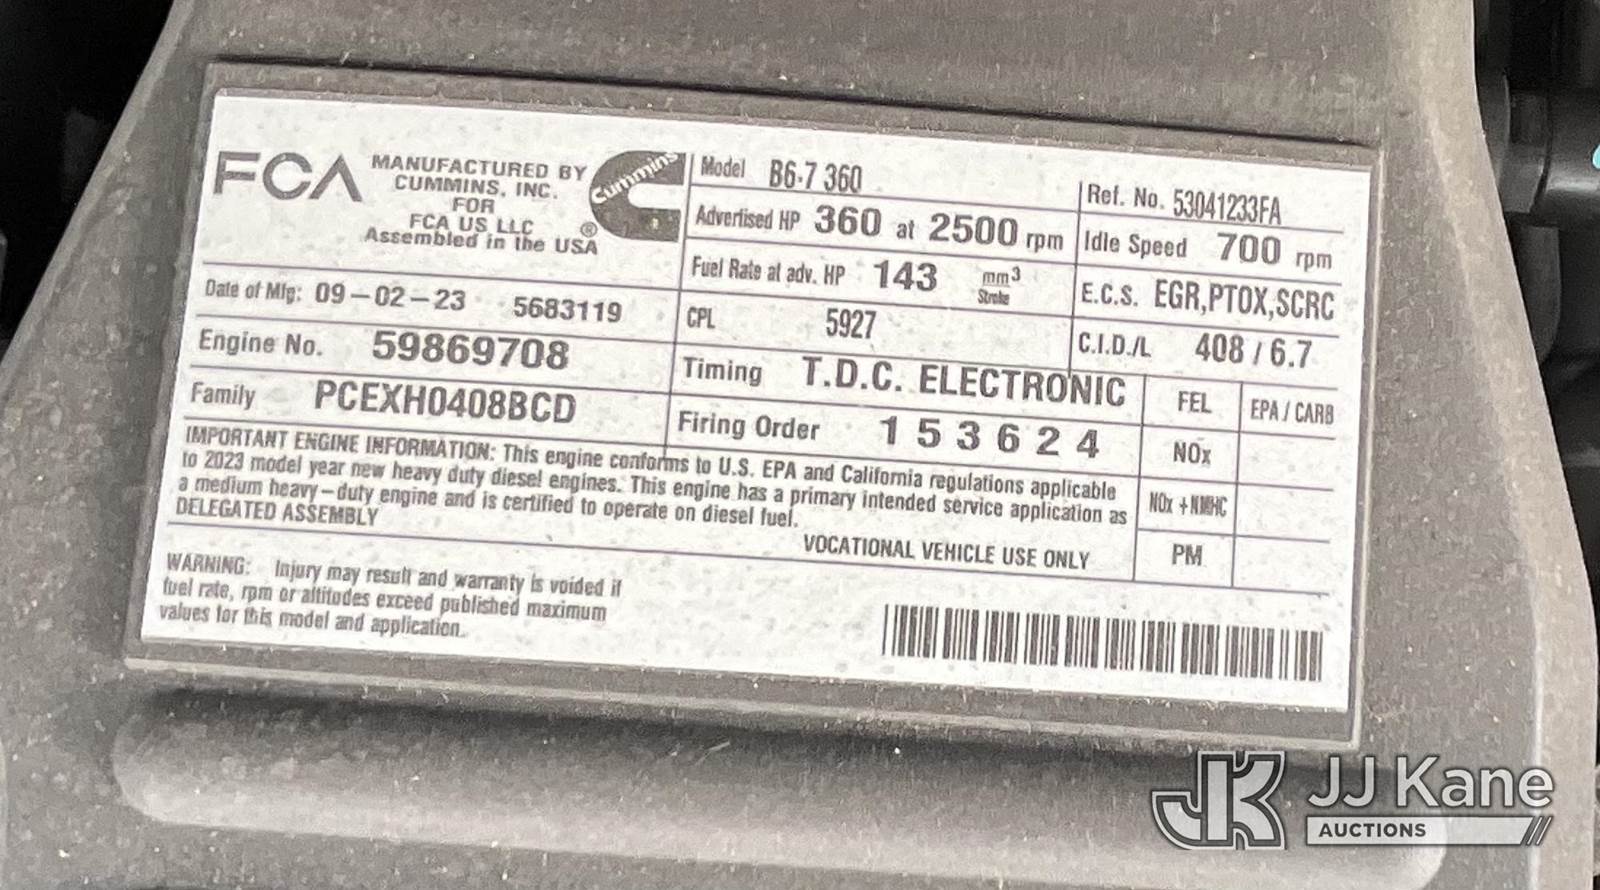 FCA
MANUFACTURED BY
CUMMINS, INC.
FOR
FCA US LLC
Assembled in the USA
Cummins
®
Model B6.7 360
Ref. No. 53041233FA
Advertised HP 360 at 2500 rpm
Idle Speed 700 rpm
Fuel Rate at adv. HP 143 mm3 Stroke
E.C.S. EGR,PTOX,SCRC
Date of Mfg: 09-02-23 5683119
CPL 5927
C.I.D./L 408 / 6.7
Engine No. 59869708
Timing T.D.C. ELECTRONIC
FEL EPA / CARB
Family PCEXH0408BCD
Firing Order 1 5 3 6 2 4
NOx
NOx +NMHC
PM
IMPORTANT ENGINE INFORMATION: This engine conforms to U.S. EPA and California regulations applicable
to 2023 model year new heavy duty diesel engines. This engine has a primary intended service application as
a medium heavy-duty engine and is certified to operate on diesel fuel.
DELEGATED ASSEMBLY
VOCATIONAL VEHICLE USE ONLY
WARNING: Injury may result and warranty is voided if
fuel rate, rpm or altitudes exceed published maximum
values for this model and application.
JK JJ Kane
AUCTIONS